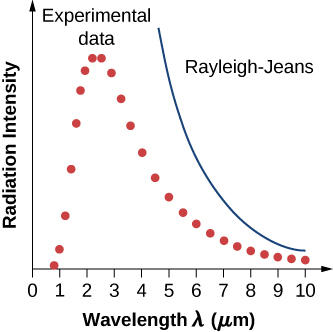 Experimental
data
Rayleigh-Jeans
Radiation Intensity
0 1 2 3 4 5 6 7 8 9 10
Wavelength λ (μm)